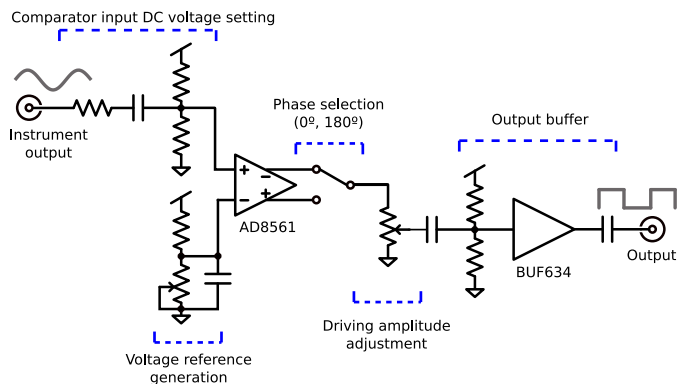 Comparator input DC voltage setting
Instrument
output
Phase selection
(0º, 180º)
Output buffer
+
−
−
+
AD8561
BUF634
Output
Driving amplitude
adjustment
Voltage reference
generation